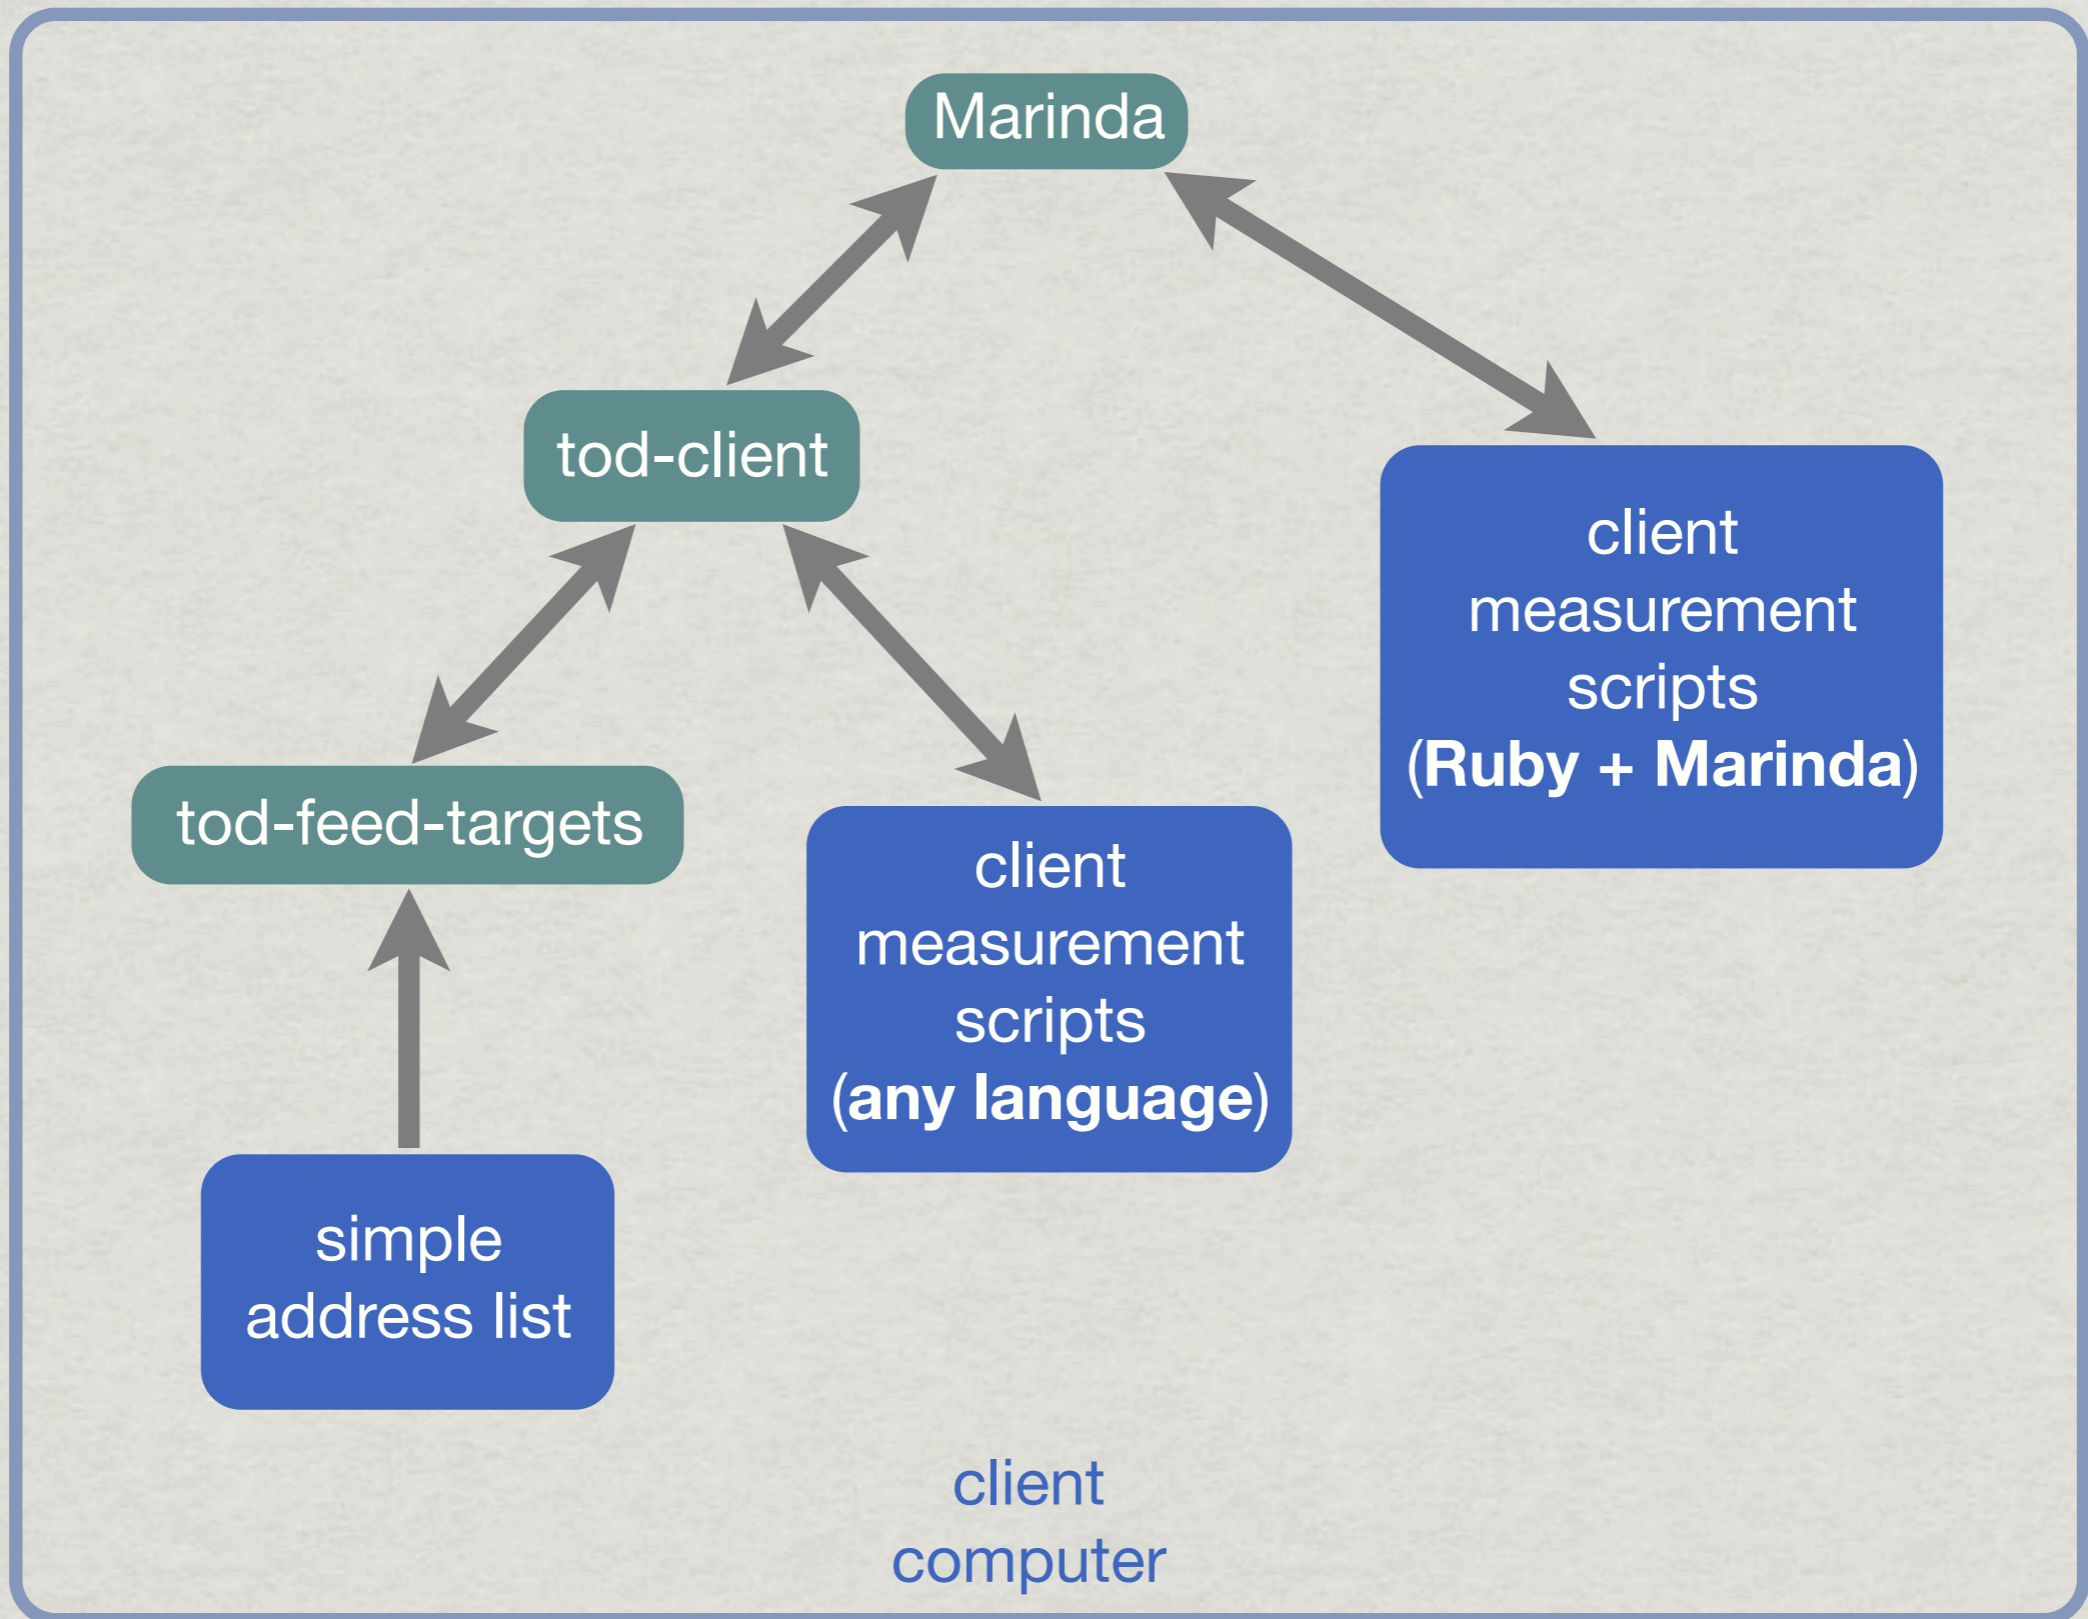 Marinda
tod-client
client
measurement
scripts
(Ruby + Marinda)
tod-feed-targets
client
measurement
scripts
(any language)
simple
address list
client
computer